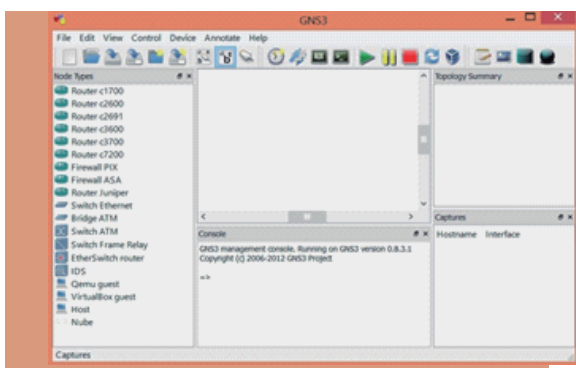 GNS3
File Edit View Control Device Annotate Help
Node Types
Router c1700
Router c2600
Router c2691
Router c3600
Router c3700
Router c7200
Firewall PIX
Firewall ASA
Router Juniper
Switch Ethernet
Bridge ATM
Switch ATM
Switch Frame Relay
EtherSwitch router
IDS
Qemu guest
VirtualBox guest
Host
Nube
Console
GNS3 management console. Running on GNS3 version 0.8.3.1
Copyright (c) 2006-2012 GNS3 Project
=>
Topology Summary
Captures
Hostname Interface
Captures